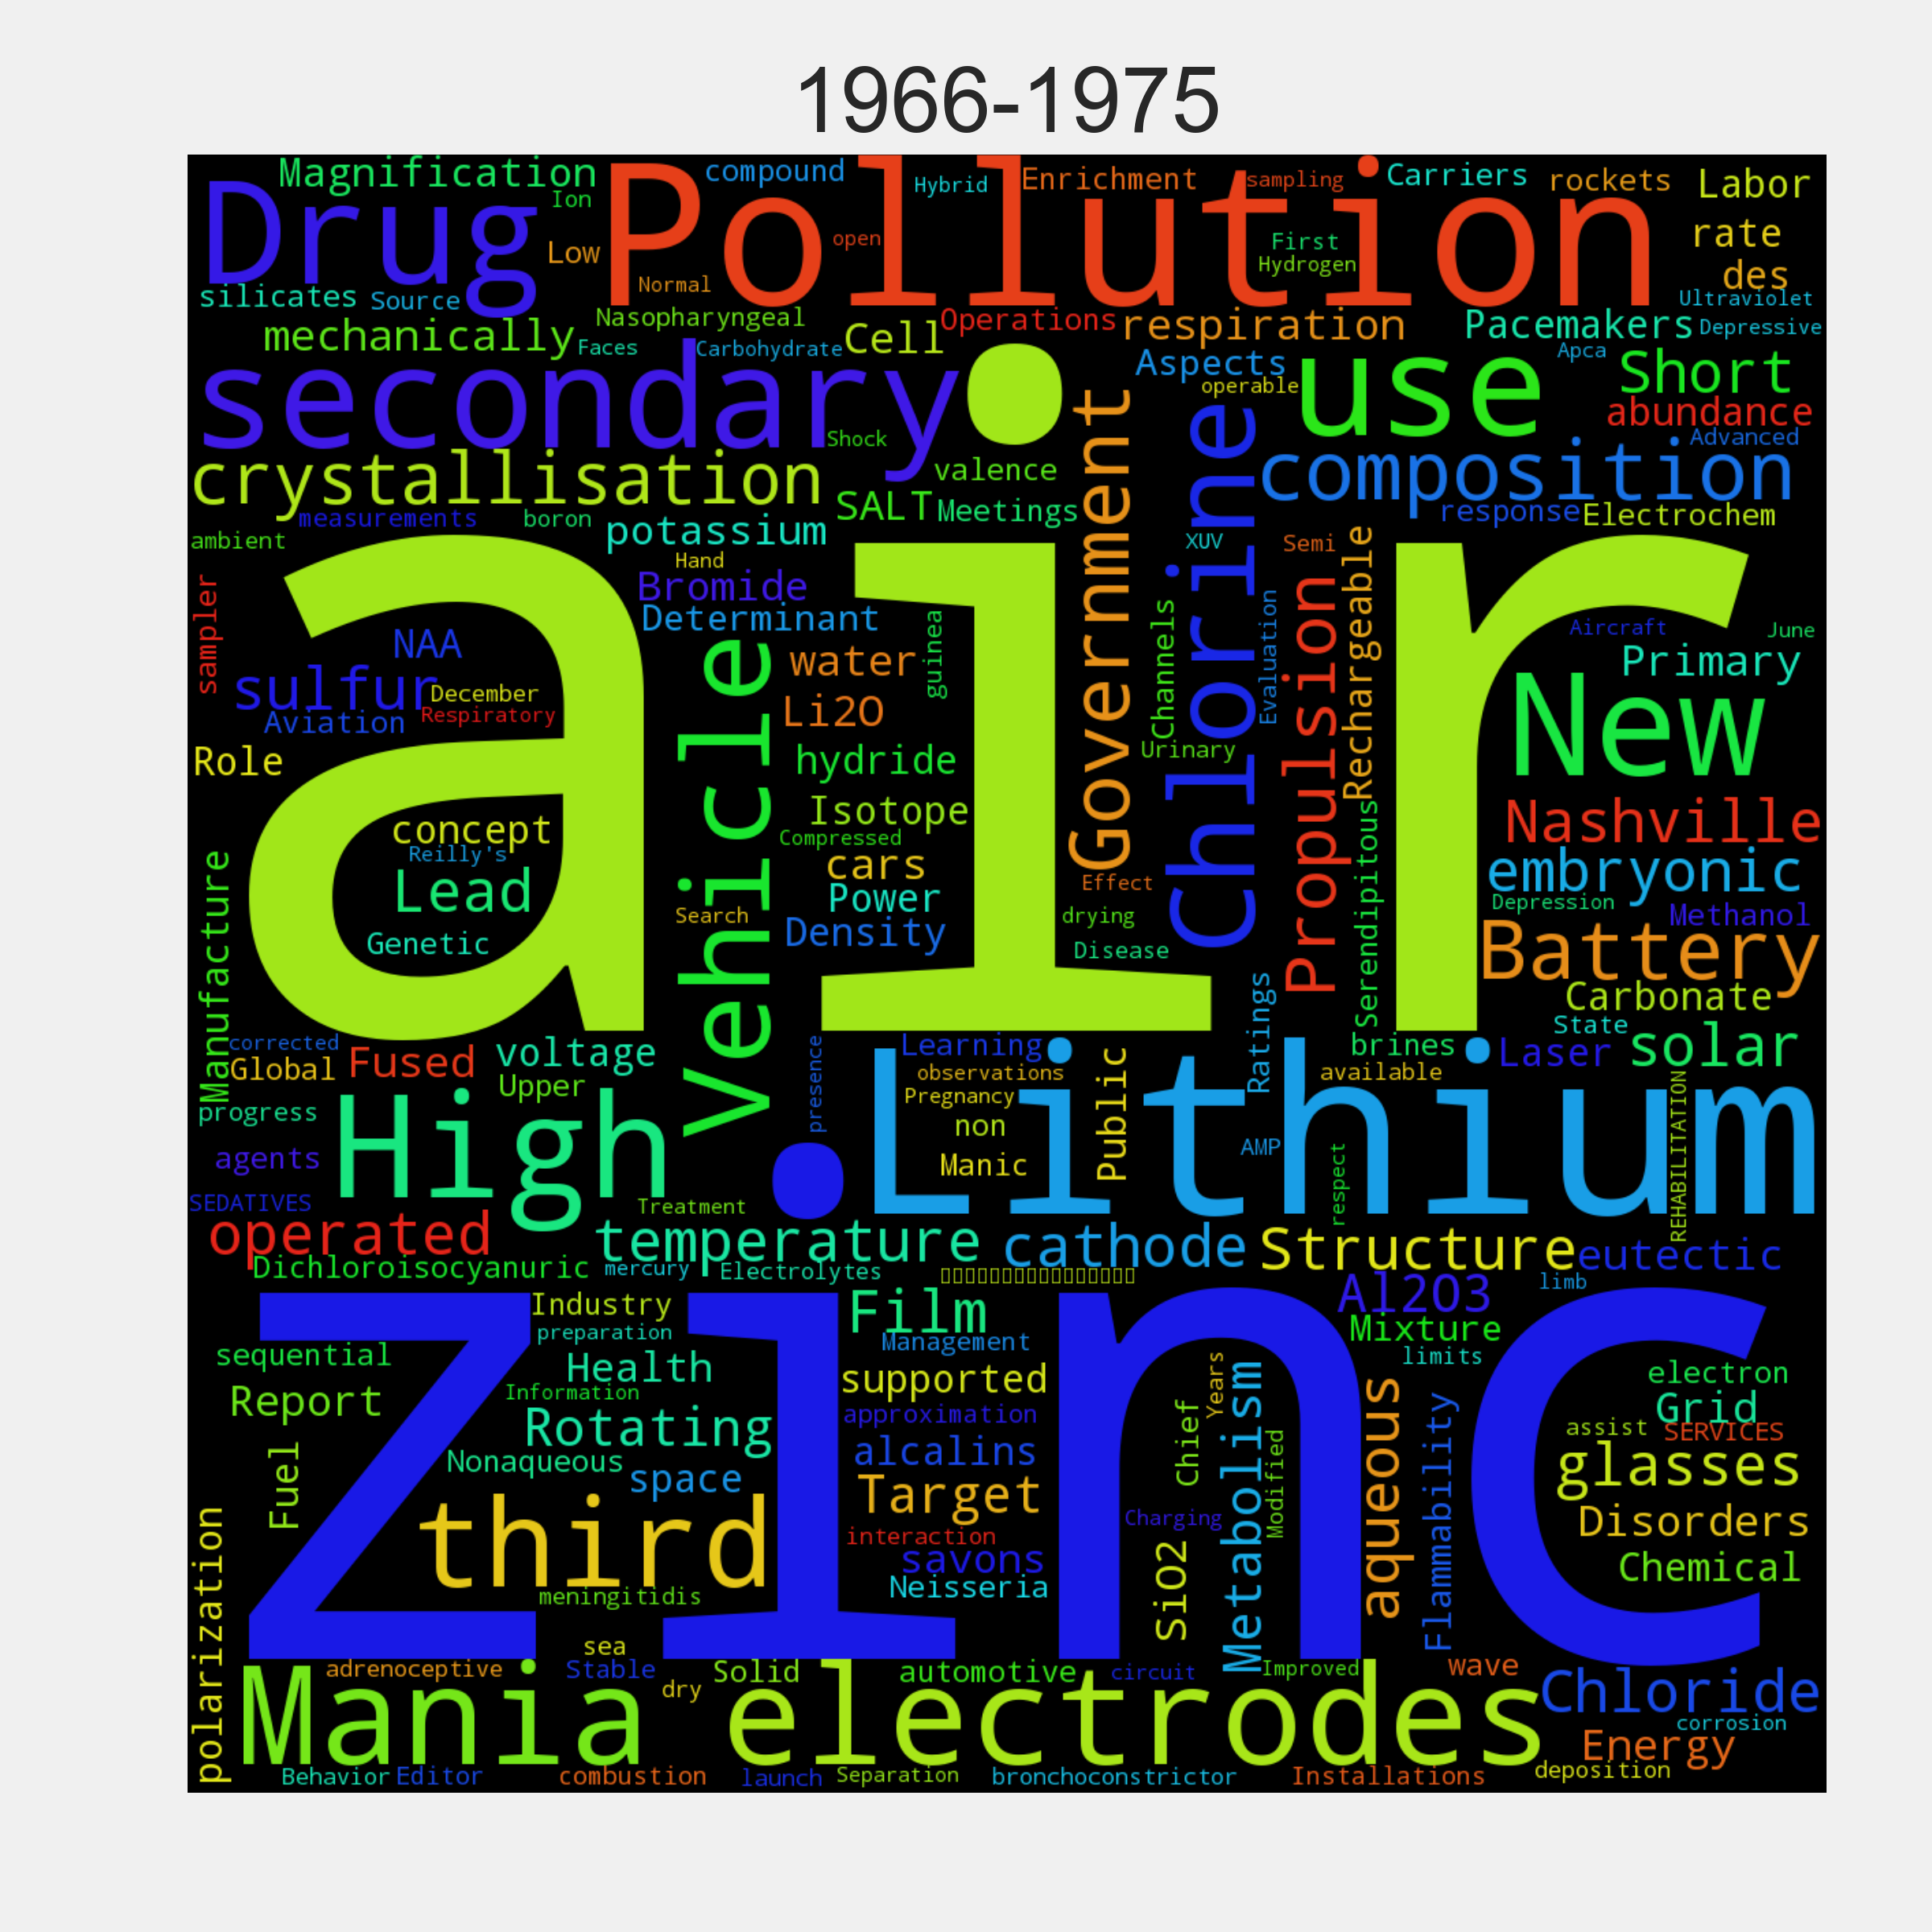 1966-1975
Magnification
compound
Hybrid
Enrichment
sampling
Carriers
rockets
Labor
Drug
Ion
Pollution
Low
open
Normal
First
Hydrogen
rate
des
silicates
Source
Ultraviolet
Nasopharyngeal
Operations
respiration
Pacemakers
Depressive
mechanically
Faces
Carbohydrate
Cell
Aspects
operable
use
Apca
Short
abundance
secondary
Shock
Government
Chlorine
composition
Advanced
crystallisation
valence
SALT
Meetings
response
Electrochem
measurements
boron
potassium
ambient
air
Hand
XUV
Semi
Bromide
Determinant
sampler
NAA
guinea
Channels
Evaluation
Propulsion
Rechargeable
Aircraft
June
sulfur
December
Aviation
Respiratory
Vehicle
water
Li2O
Primary
New
Role
hydride
Urinary
Isotope
Compressed
Nashville
concept
Reilly's
Lead
Genetic
cars
Power
Density
Search
Effect
drying
Disease
Serendipitous
embryonic
Depression
Methanol
Battery
Carbonate
Manufacture
Ratings
State
solar
corrected
Global
Fused
voltage
Upper
presence
Learning
observations
Pregnancy
non
Manic
Public
brines
available
Laser
Lithium
progress
High
agents
AMP
respect
REHABILITATION
SEDATIVES
Treatment
operated
temperature
cathode
Structure
eutectic
Dichloroisocyanuric
mercury
Electrolytes
Al2O3
limb
zinc
Industry
preparation
Film
Management
Mixture
limits
sequential
Health
Information
supported
Years
Metabolism
aqueous
electron
Grid
Report
Rotating
approximation
Chief
Modified
Flammability
assist
SERVICES
Fuel
Nonaqueous
space
alcalins
Target
glasses
third
interaction
Charging
Disorders
savons
Neisseria
SiO2
Chemical
meningitidis
polarization
sea
adrenoceptive
Stable
dry
Solid
automotive
circuit
Improved
wave
Chloride
Mania
electrodes
corrosion
Energy
Behavior
Editor
combustion
launch
Separation
bronchoconstrictor
Installations
deposition